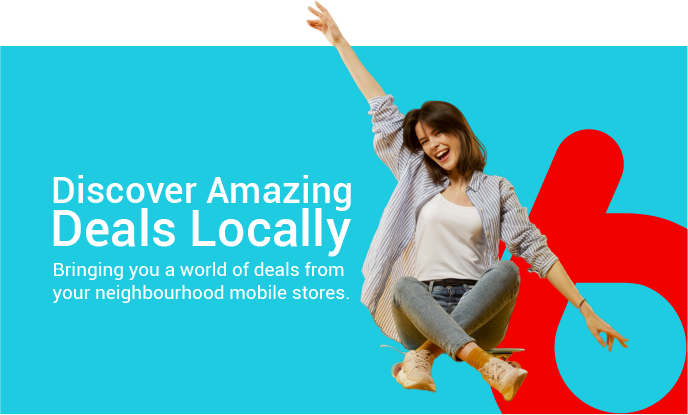 Discover Amazing
Deals Locally
Bringing you a world of deals from
your neighbourhood mobile stores.